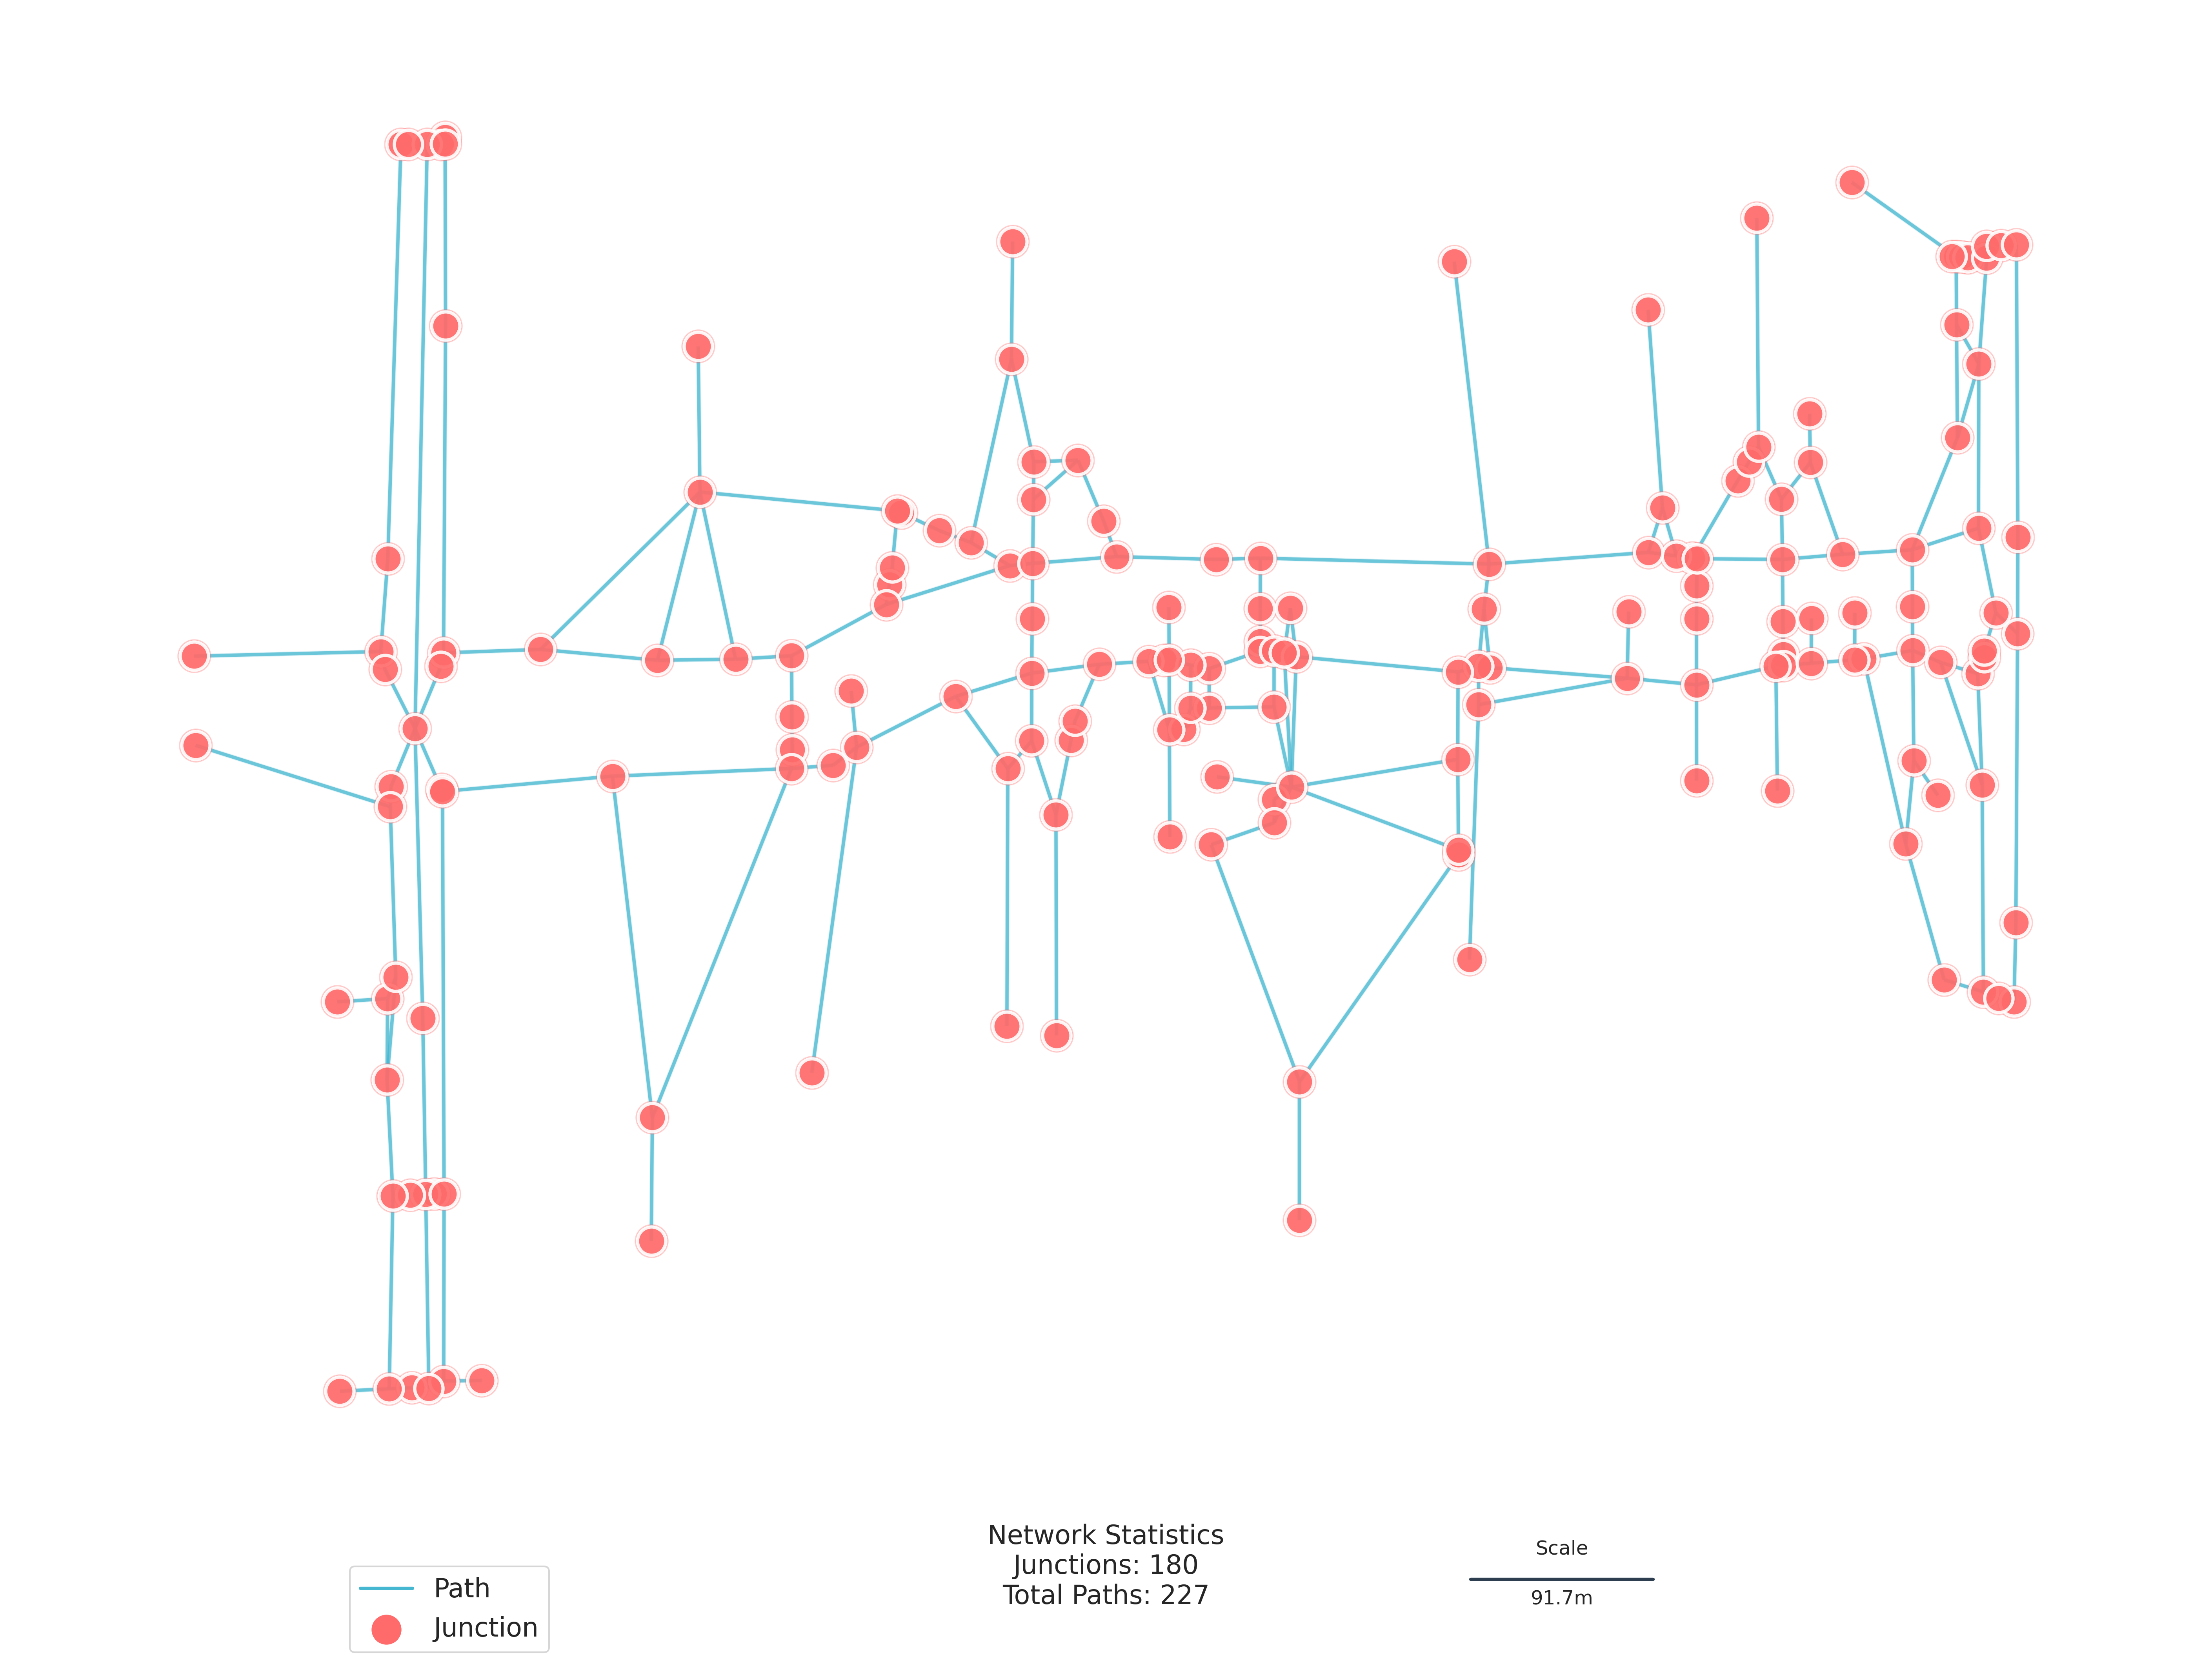 Network Statistics
Junctions: 180
Total Paths: 227
Scale
91.7m
Path
Junction